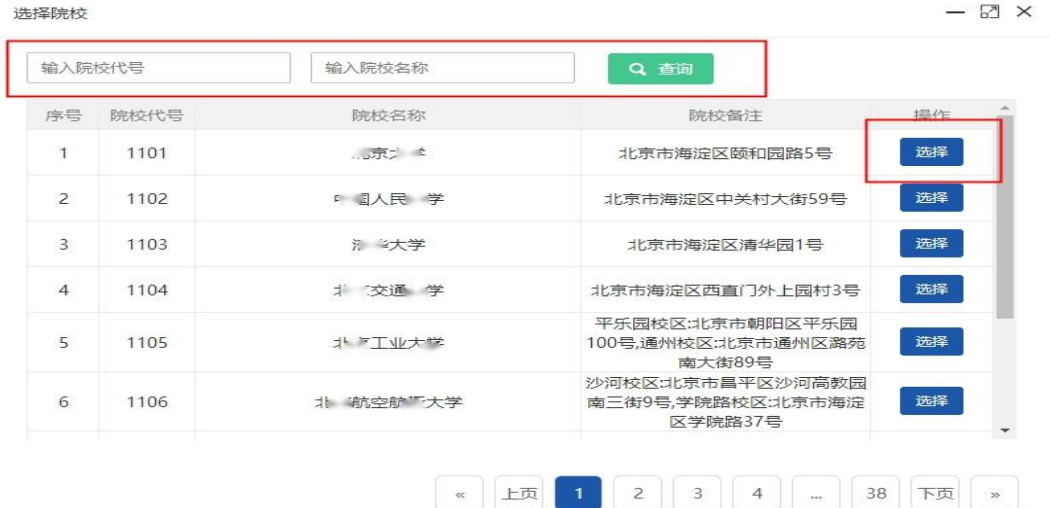 选择院校
输入院校代号 输入院校名称 查询
序号 院校代号 院校名称 院校备注 操作
1 1101 北京市海淀区颐和园路5号 选择
2 1102 人民 学 北京市海淀区中关村大街59号 选择
3 1103 大学 北京市海淀区清华园1号 选择
4 1104 交通 学 北京市海淀区西直门外上园村3号 选择
5 1105 工业大学 平乐园校区:北京市朝阳区平乐园
100号,通州校区:北京市通州区潞苑
南大街89号 选择
6 1106 航空航 大学 沙河校区:北京市昌平区沙河高教园
南三街9号,学院路校区:北京市海淀
区学院路37号 选择
« 上页 1 2 3 4 ... 38 下页 »